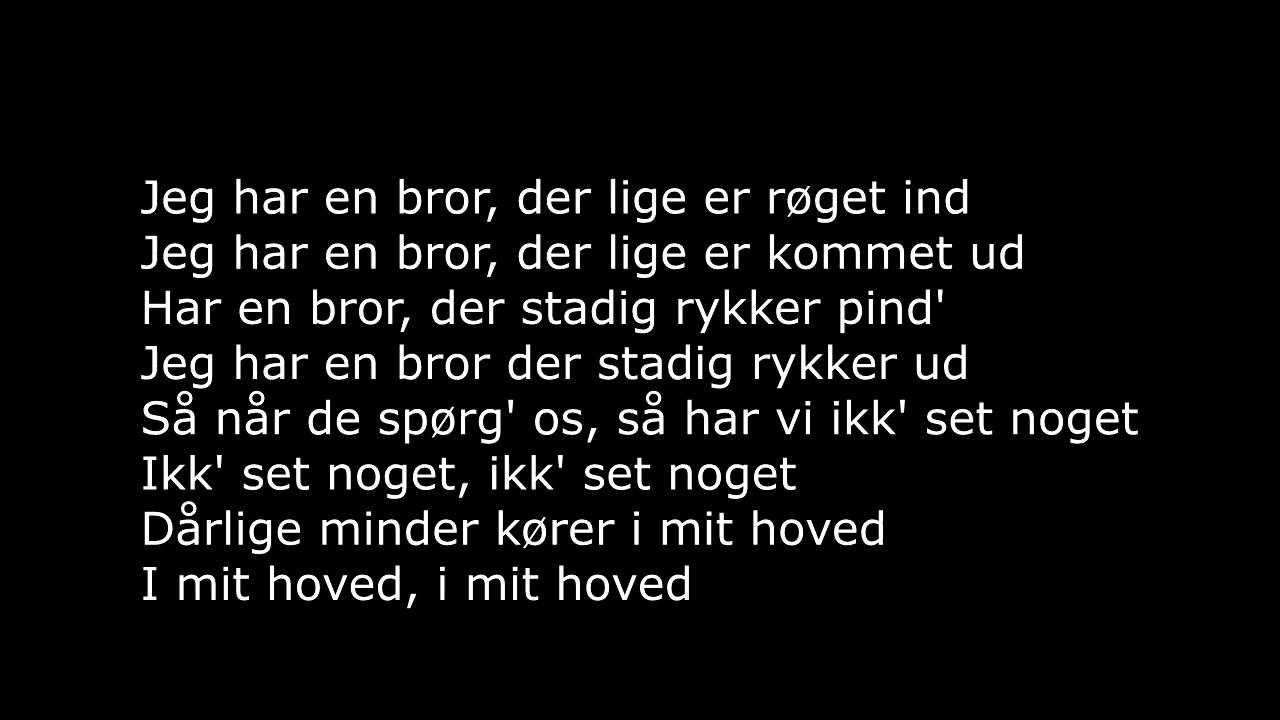 Jeg har en bror, der lige er røget ind
Jeg har en bror, der lige er kommet ud
Har en bror, der stadig rykker pind'
Jeg har en bror der stadig rykker ud
Så når de spørg' os, så har vi ikk' set noget
Ikk' set noget, ikk' set noget
Dårlige minder kører i mit hoved
I mit hoved, i mit hoved